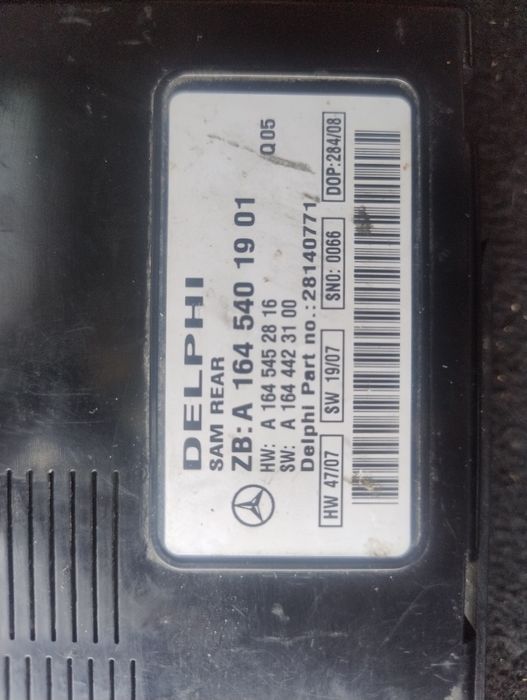 DELPHI
SAM REAR
ZB: A 164 540 19 01 Q05
HW: A 164 545 28 16
SW: A 164 442 31 00
Delphi Part no.: 28140771
HW 47/07 SW 19/07 SNO: 0066 DOP:284/08